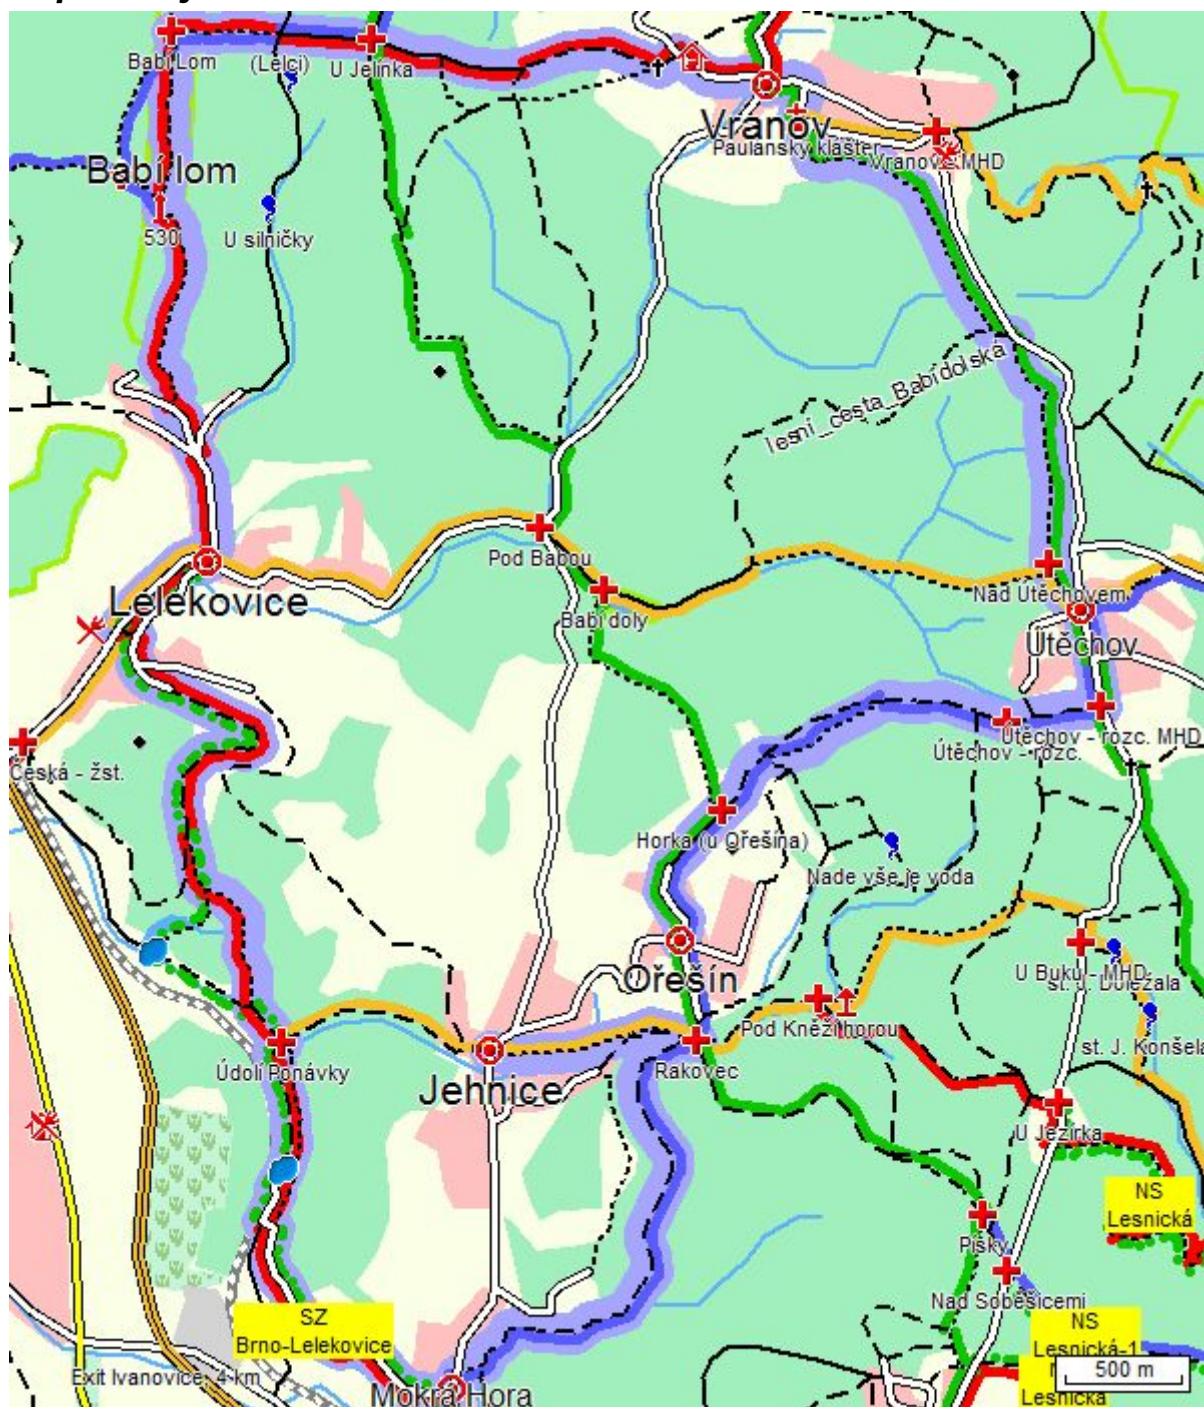 Babí Lom
(Lelci)
U Jelínka
Vranov
Paulánský klášter
Vranov - MHD
Babí lom
530
U silničky
lesní_cesta_Babídolská
Pod Babou
Lelekovice
Babí doly
Nad Útěchovem
Útěchov
Česká - žst.
Útěchov - rozc. MHD
Útěchov - rozc.
Horka (u Ořešína)
Nade vše je voda
Ořešín
U Buku - MHD
st. J. Doležala
Pod Kněží horou
st. J. Konšela
Údolí Ponávky
Rakovec
Jehnice
U Jezírka
NS
Lesnická
Písky
Nad Soběšicemi
SZ
Brno-Lelekovice
NS
Lesnická-1
500 m
Exit Ivanovice, 4 km
Mokrá Hora
Lesnická